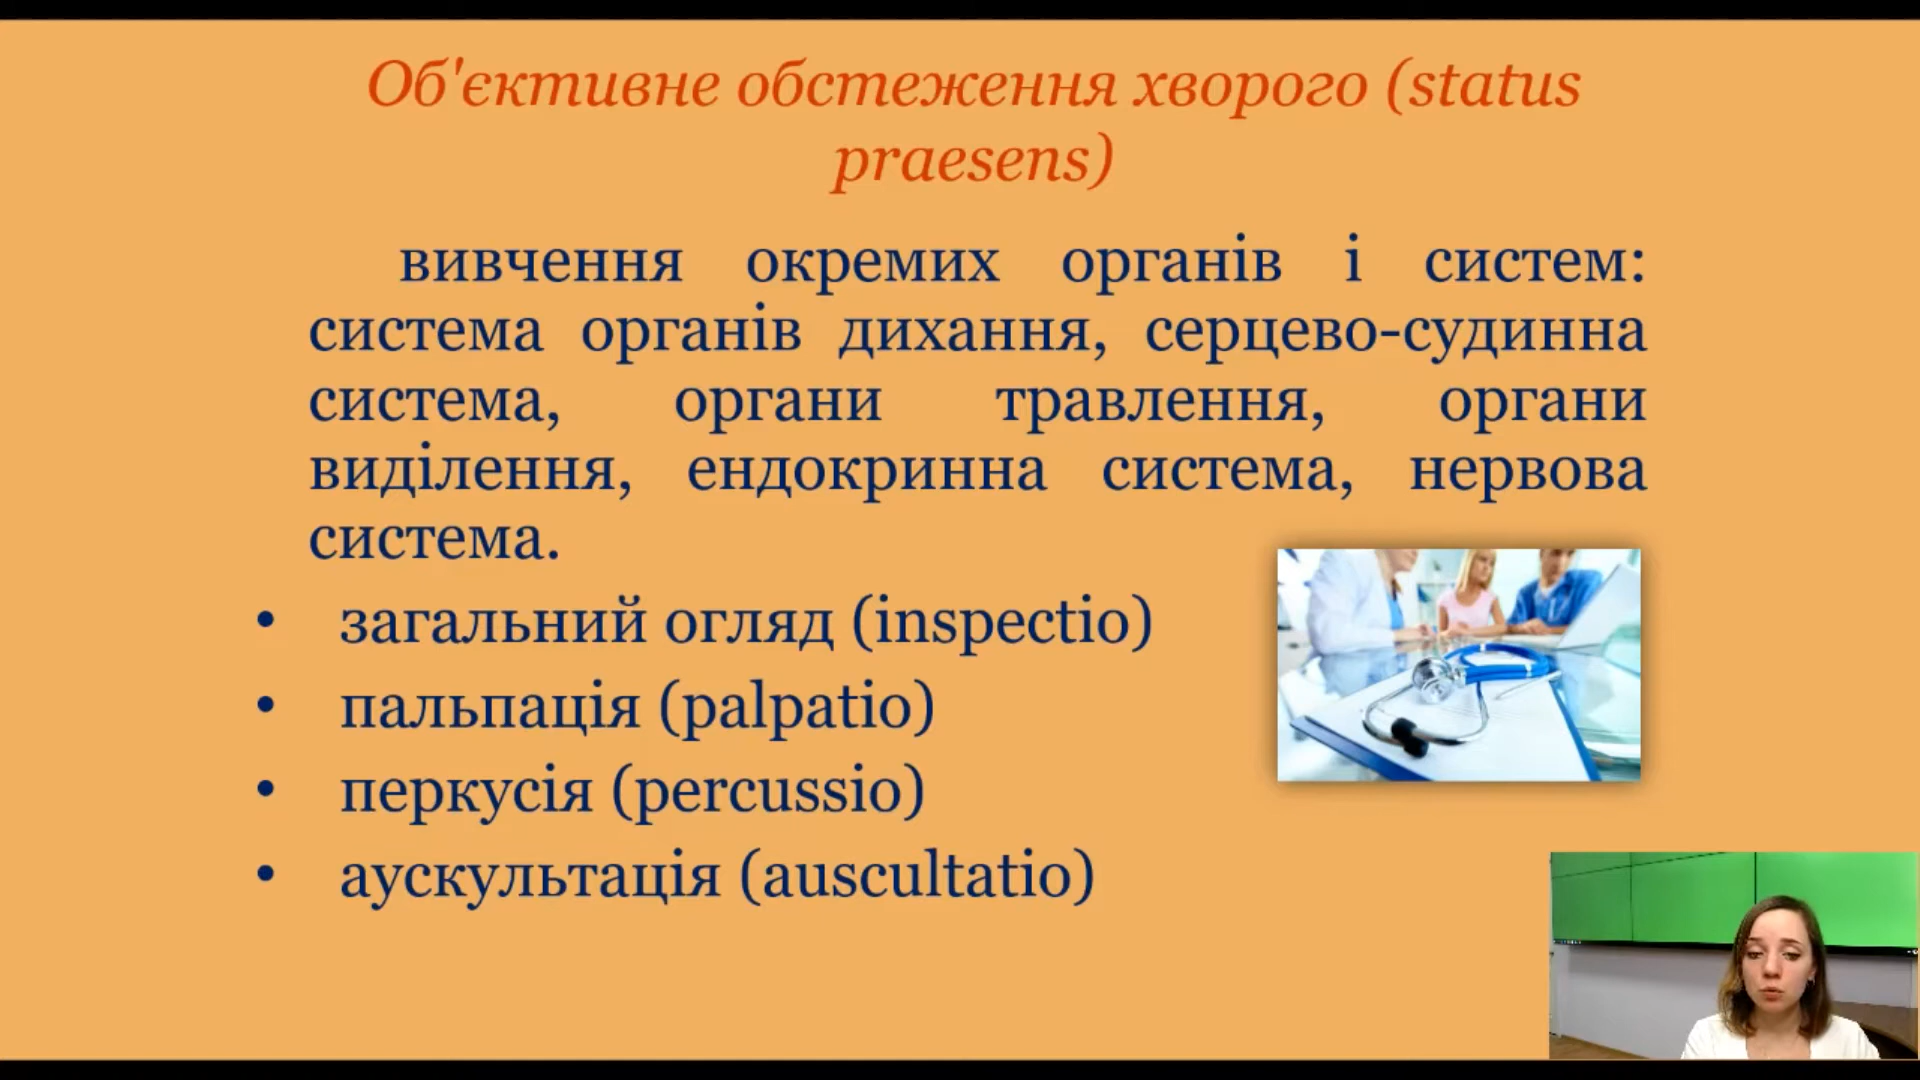 Об'єктивне обстеження хворого (status
praesens)
вивчення окремих органів і систем:
система органів дихання, серцево-судинна
система, органи травлення, органи
виділення, ендокринна система, нервова
система.
• загальний огляд (inspectio)
• пальпація (palpatio)
• перкусія (percussio)
• аускультація (auscultatio)